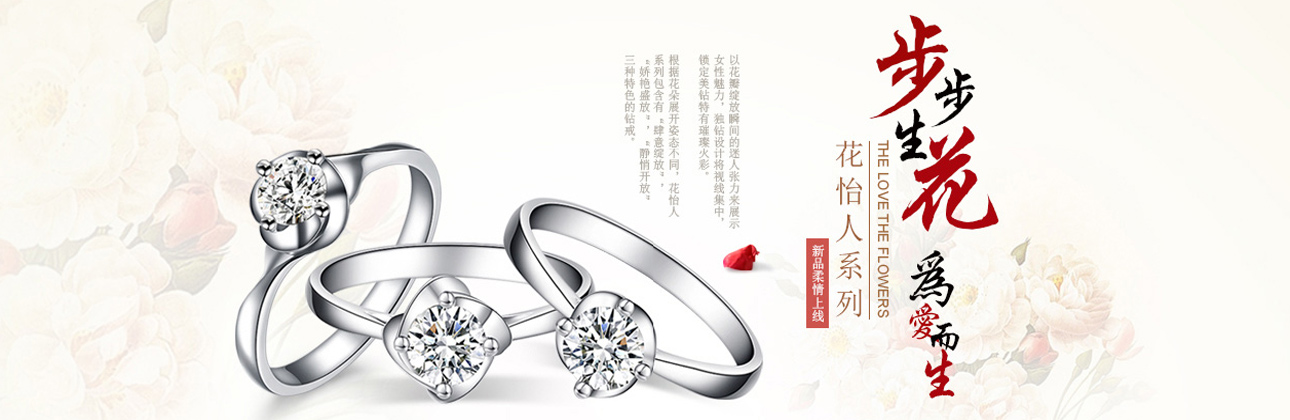 步步生花
為愛而生
THE LOVE THE FLOWERS
花怡人系列
新品柔情上线
以花瓣绽放瞬间的迷人张力来展示
女性魅力，独钻设计将视线集中，
锁定美钻特有璀璨火彩。
根据花朵展开姿态不同，花怡人
系列包含有“肆意绽放”，
“娇艳盛放”，“静悄开放”
三种特色的钻戒。